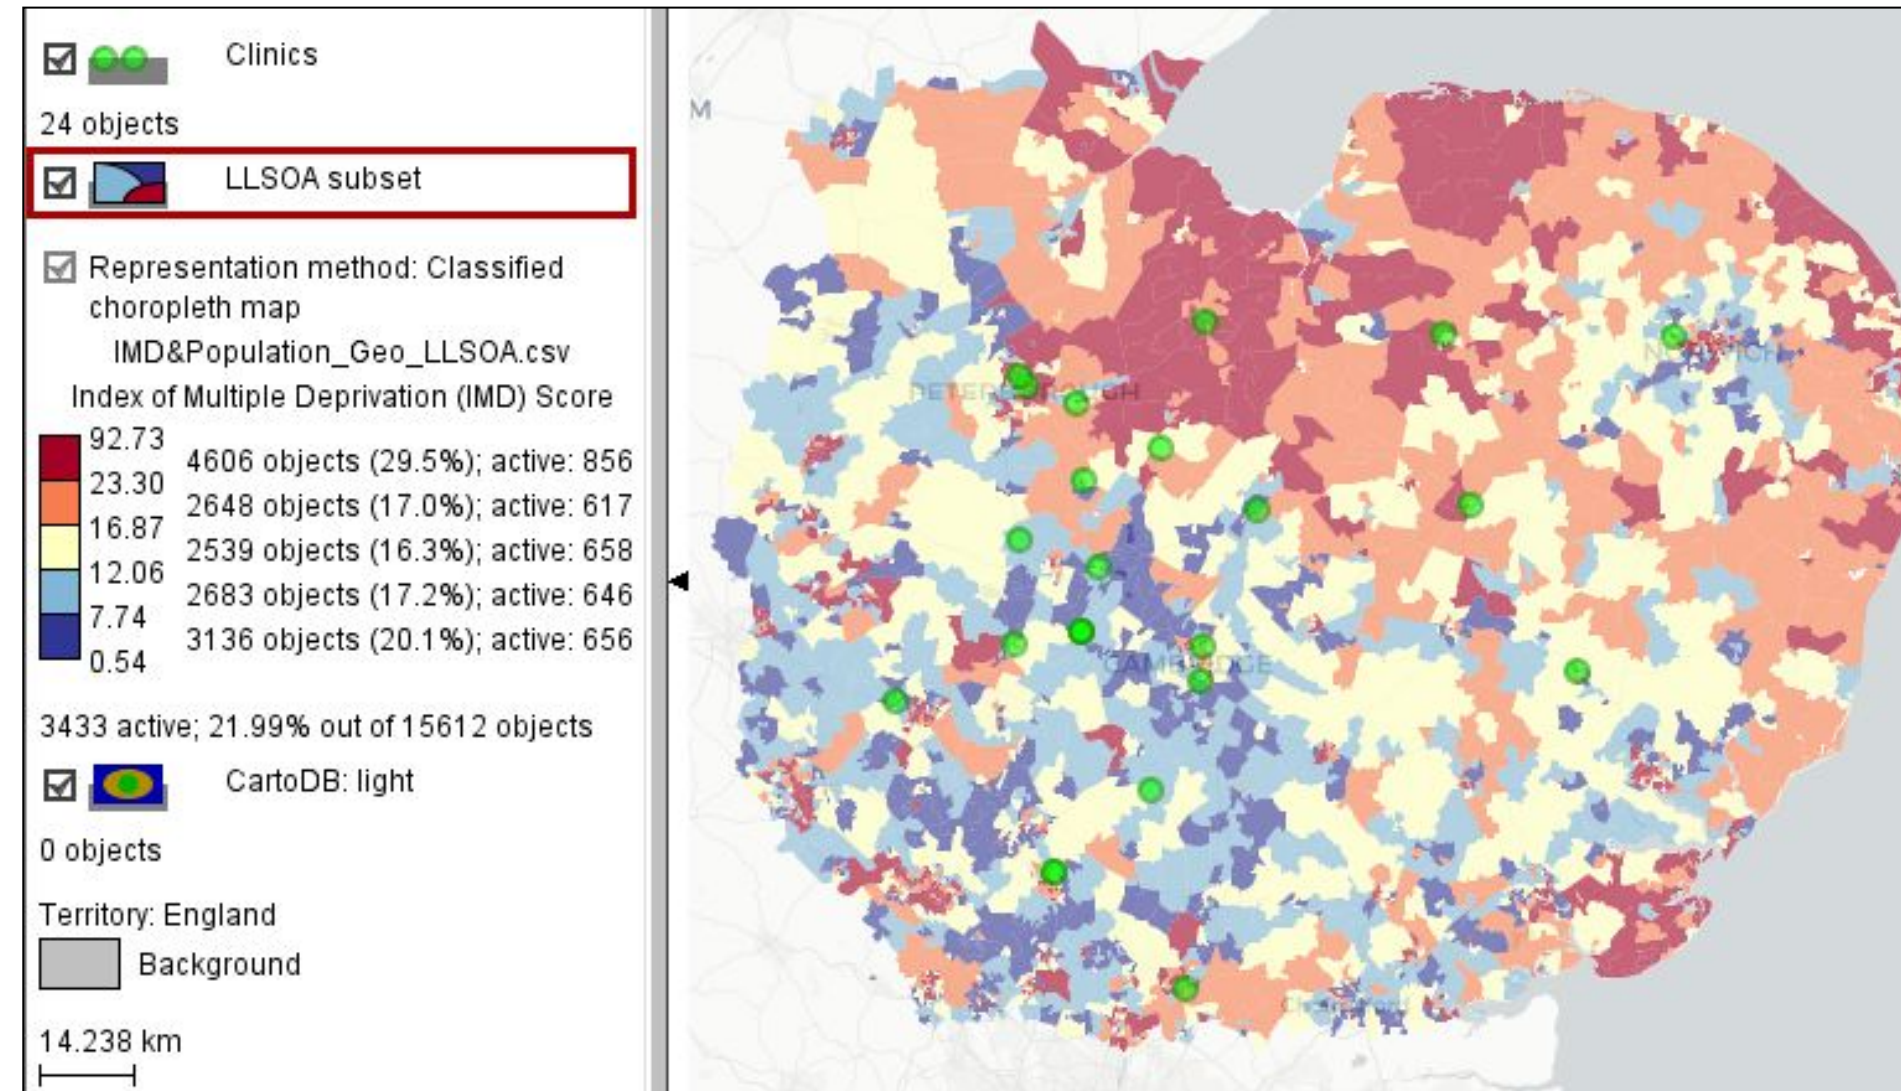 Clinics
24 objects
LLSOA subset
Representation method: Classified
choropleth map
IMD&Population_Geo_LLSOA.csv
Index of Multiple Deprivation (IMD) Score
92.73
4606 objects (29.5%); active: 856
23.30
2648 objects (17.0%); active: 617
16.87
2539 objects (16.3%); active: 658
12.06
2683 objects (17.2%); active: 646
7.74
3136 objects (20.1%); active: 656
0.54
3433 active; 21.99% out of 15612 objects
CartoDB: light
0 objects
Territory: England
Background
14.238 km
M
NORWICH
PETERBOROUGH
CAMBRIDGE
Chelmsford